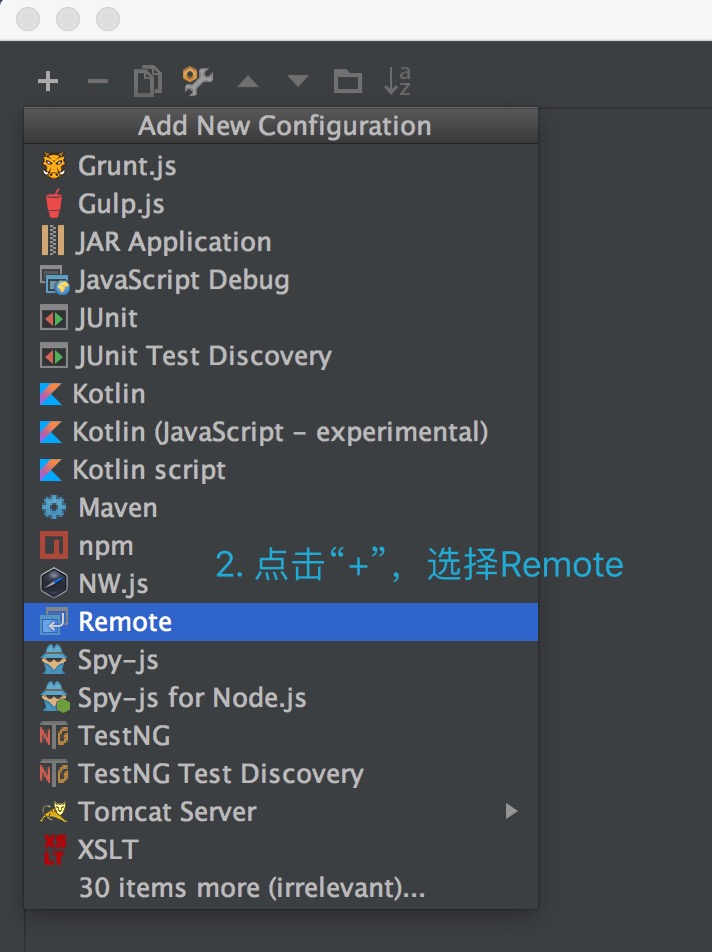 Add New Configuration
Grunt.js
Gulp.js
JAR Application
JavaScript Debug
JUnit
JUnit Test Discovery
Kotlin
Kotlin (JavaScript – experimental)
Kotlin script
Maven
npm
2. 点击“+”，选择Remote
NW.js
Remote
Spy-js
Spy-js for Node.js
TestNG
TestNG Test Discovery
Tomcat Server
XSLT
30 items more (irrelevant)...